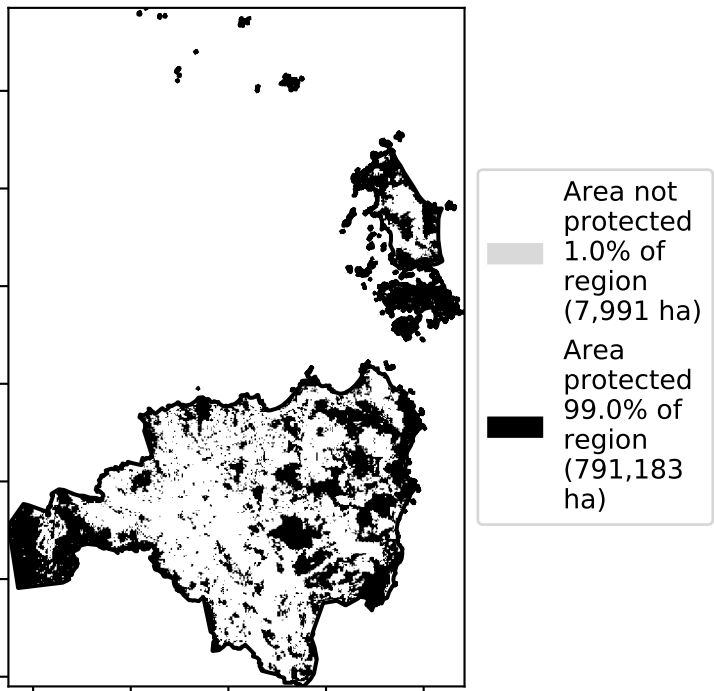 Area not
protected
1.0% of
region
(7,991 ha)
Area
protected
99.0% of
region
(791,183
ha)